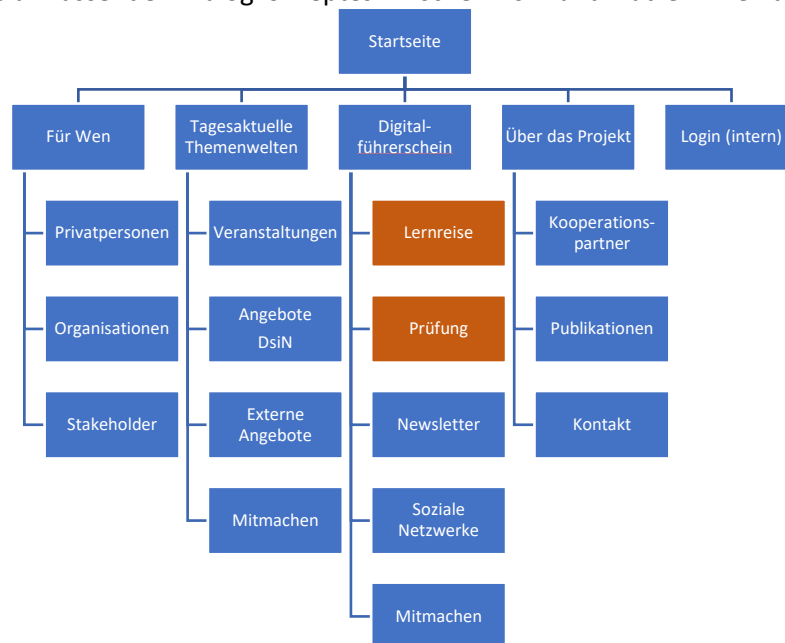 Startseite
Für Wen
Tagesaktuelle
Themenwelten
Digital-
führerschein
Über das Projekt
Login (intern)
Privatpersonen
Organisationen
Stakeholder
Veranstaltungen
Angebote
DsiN
Externe
Angebote
Mitmachen
Lernreise
Prüfung
Newsletter
Soziale
Netzwerke
Mitmachen
Kooperations-
partner
Publikationen
Kontakt